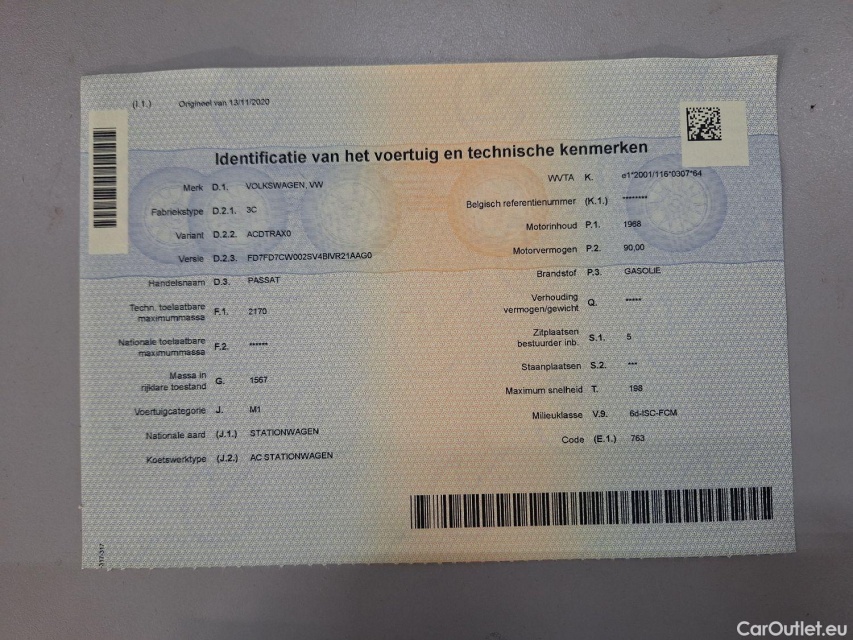 (I.1.) Origineel van 13/11/2020
Identificatie van het voertuig en technische kenmerken
Merk D.1. VOLKSWAGEN, VW
Fabriekstype D.2.1. 3C
Variant D.2.2. ACDTRAX0
Versie D.2.3. FD7FD7CW002SV4BIVR21AAG0
Handelsnaam D.3. PASSAT
Techn. toelaatbare
maximummassa F.1. 2170
Nationale toelaatbare
maximummassa F.2. ******
Massa in
rijklare toestand G. 1567
Voertuigcategorie J. M1
Nationale aard (J.1.) STATIONWAGEN
Koetswerktype (J.2.) AC STATIONWAGEN
WVTA K. e1*2001/116*0307*64
Belgisch referentienummer (K.1.) ********
Motorinhoud P.1. 1968
Motorvermogen P.2. 90,00
Brandstof P.3. GASOLIE
Verhouding
vermogen/gewicht Q. *****
Zitplaatsen
bestuurder inb. S.1. 5
Staanplaatsen S.2. ***
Maximum snelheid T. 198
Milieuklasse V.9. 6d-ISC-FCM
Code (E.1.) 763
317-317
CarOutlet.eu